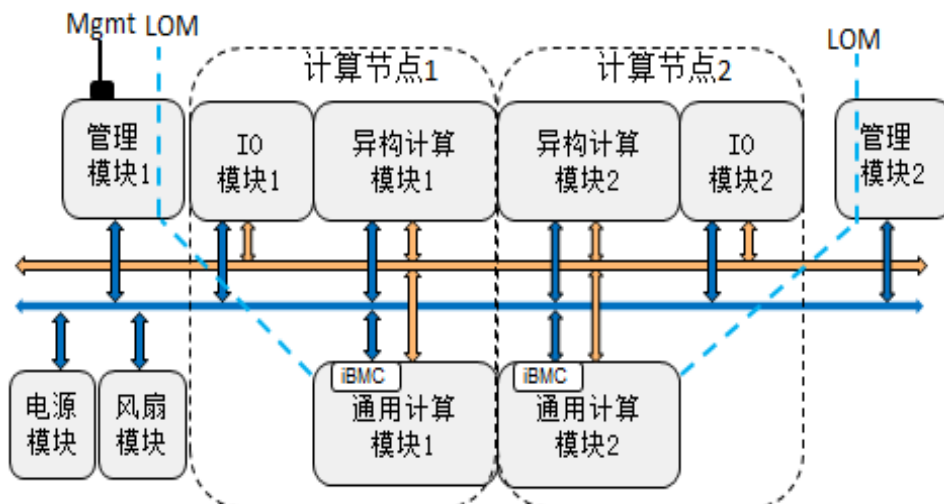 Mgmt
LOM
LOM
计算节点1
计算节点2
管理
模块1
IO
模块1
异构计算
模块1
异构计算
模块2
IO
模块2
管理
模块2
电源
模块
风扇
模块
iBMC
通用计算
模块1
iBMC
通用计算
模块2